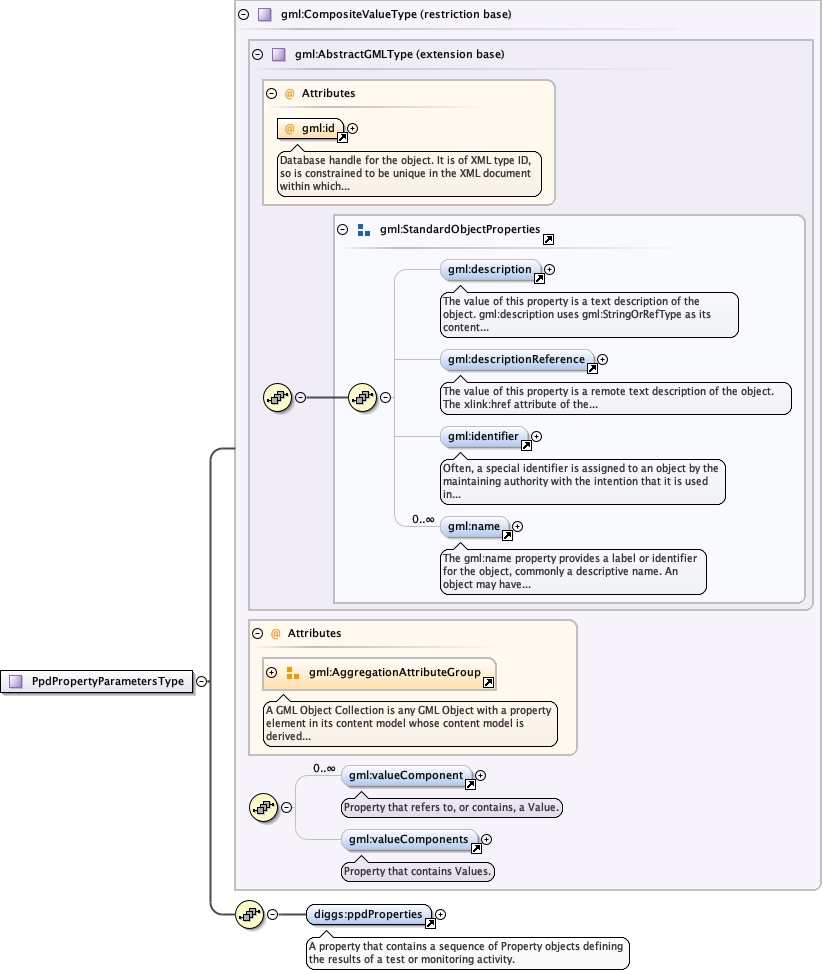 gml:CompositeValueType (restriction base)
gml:AbstractGMLType (extension base)
@ Attributes
@ gml:id
Database handle for the object. It is of XML type ID,
so is constrained to be unique in the XML document
within which...
gml:StandardObjectProperties
gml:description
The value of this property is a text description of the
object. gml:description uses gml:StringOrRefType as its
content...
gml:descriptionReference
The value of this property is a remote text description of the object.
The xlink:href attribute of the...
gml:identifier
Often, a special identifier is assigned to an object by the
maintaining authority with the intention that it is used
in...
0..∞
gml:name
The gml:name property provides a label or identifier
for the object, commonly a descriptive name. An
object may have...
@ Attributes
gml:AggregationAttributeGroup
A GML Object Collection is any GML Object with a property
element in its content model whose content model is
derived...
PpdPropertyParametersType
0..∞
gml:valueComponent
Property that refers to, or contains, a Value.
gml:valueComponents
Property that contains Values.
diggs:ppdProperties
A property that contains a sequence of Property objects defining
the results of a test or monitoring activity.